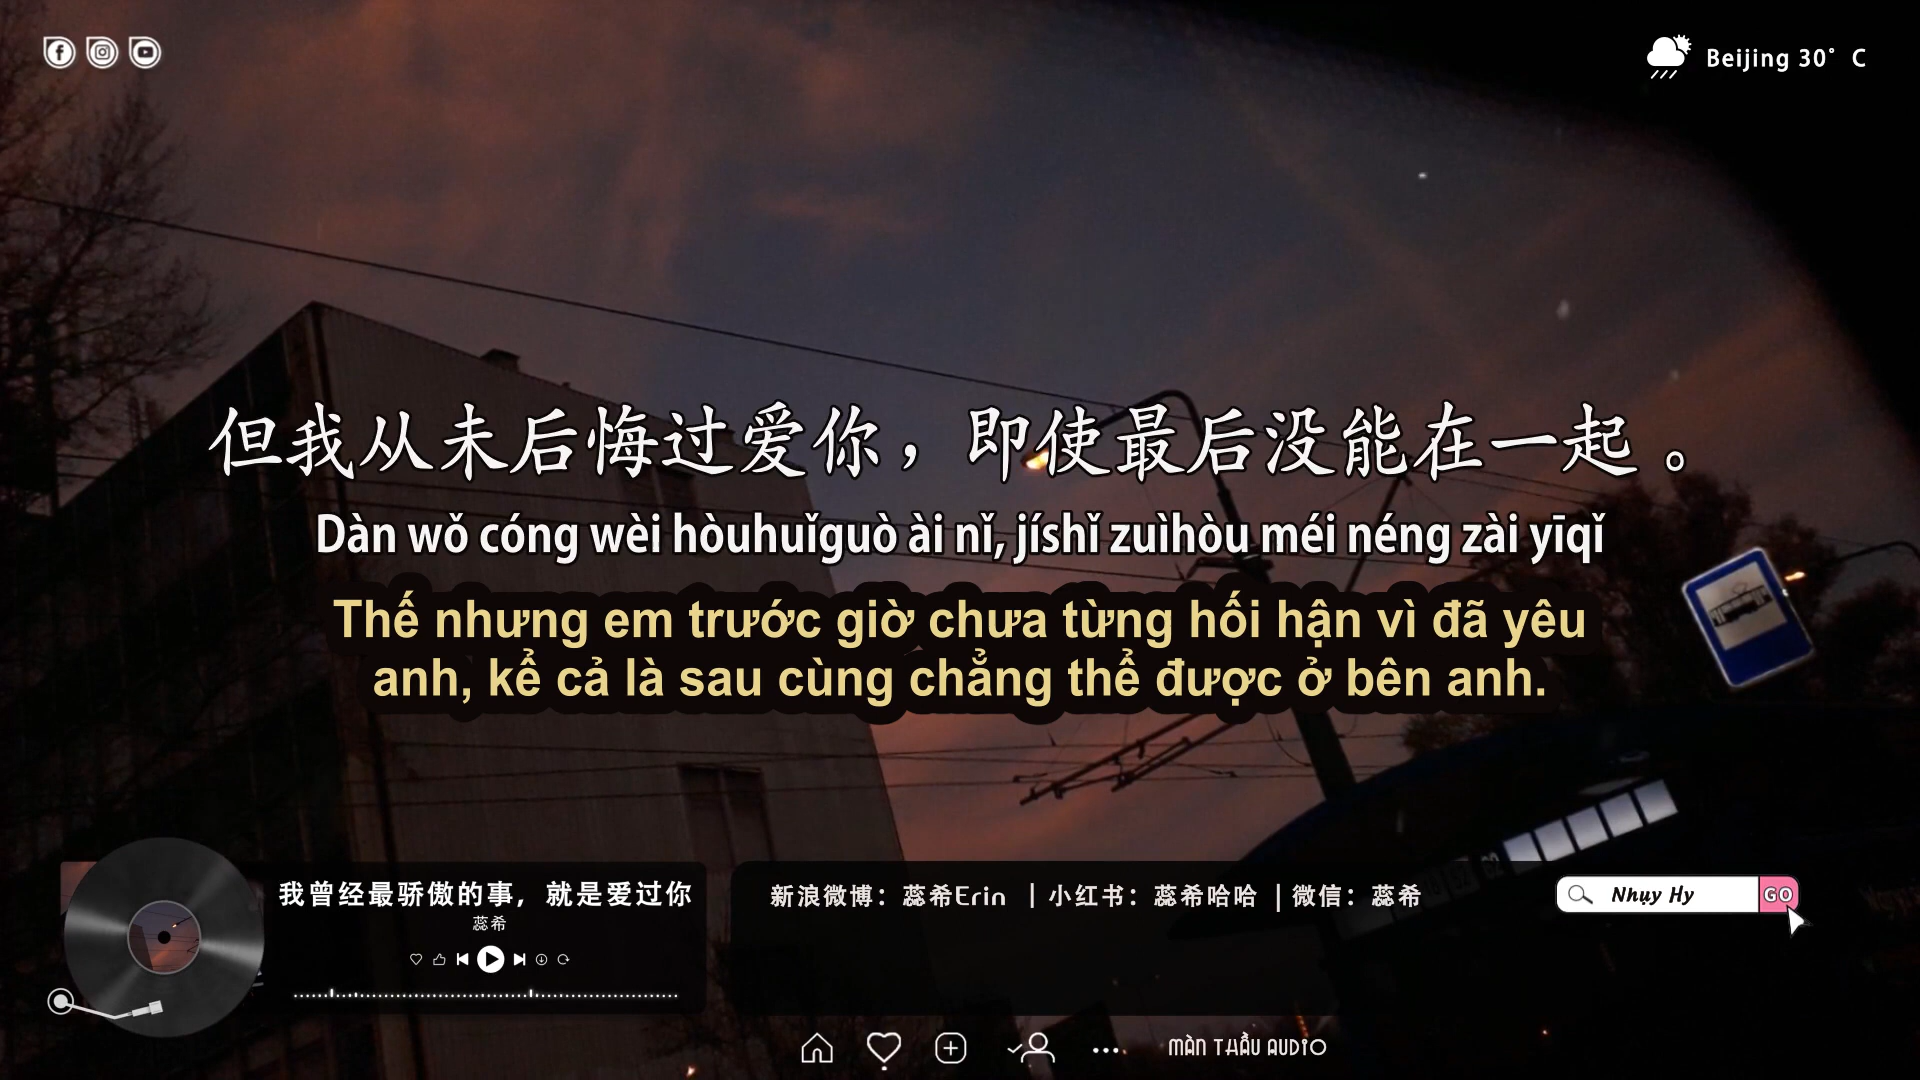 Beijing 30° C
但我从未后悔过爱你，即使最后没能在一起。
Dàn wǒ cóng wèi hòuhuǐguò ài nǐ, jíshǐ zuìhòu méi néng zài yīqǐ
Thế nhưng em trước giờ chưa từng hối hận vì đã yêu
anh, kể cả là sau cùng chẳng thể được ở bên anh.
我曾经最骄傲的事，就是爱过你
蕊希
新浪微博：蕊希Erin | 小红书：蕊希哈哈 | 微信：蕊希
Nhụy Hy
GO
MÀN THẦU AUDIO